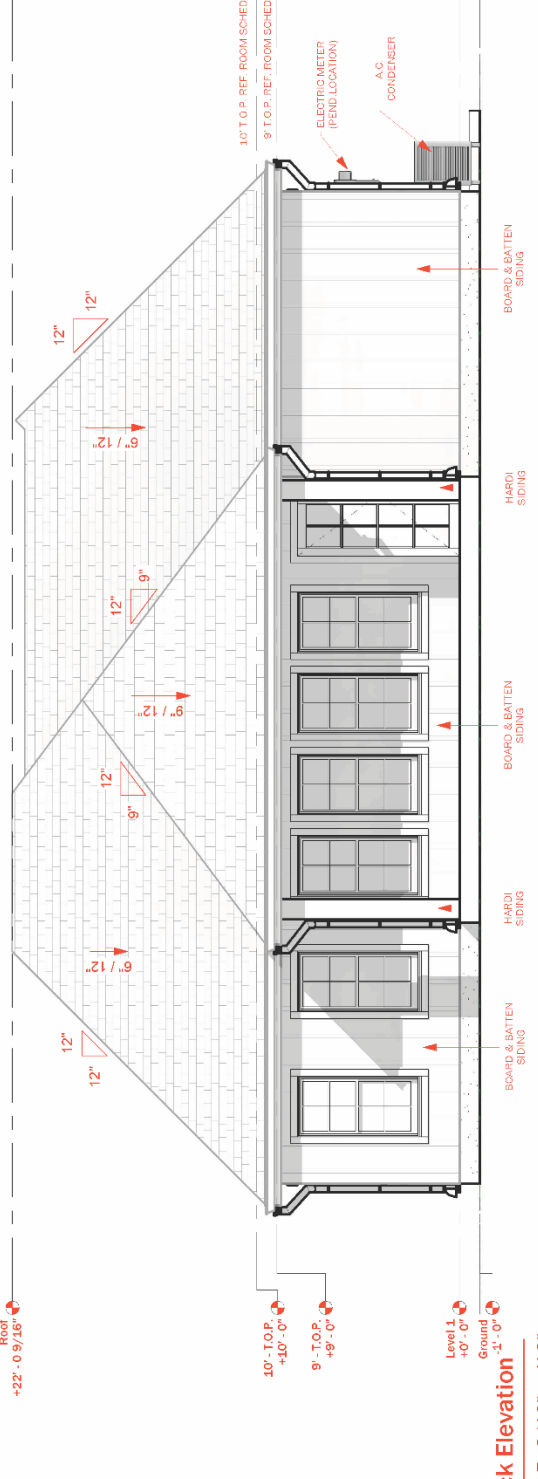 Roof
+22' - 0 9/16"
10' - T.O.P.
+10' - 0"
9' - T.O.P.
+9' - 0"
Level 1
+0' - 0"
Ground
-1' - 0"
12"
12"
6" / 12"
12"
9"
9" / 12"
12"
9"
6" / 12"
12"
12"
10' T.O.P. REF. ROOM SCHED
9' T.O.P. REF. ROOM SCHED
ELECTRIC METER
(PEND.LOCATION)
A.C.
CONDENSER
BOARD & BATTEN
SIDING
HARDI
SIDING
BOARD & BATTEN
SIDING
HARDI
SIDING
BOARD & BATTEN
SIDING
ck Elevation